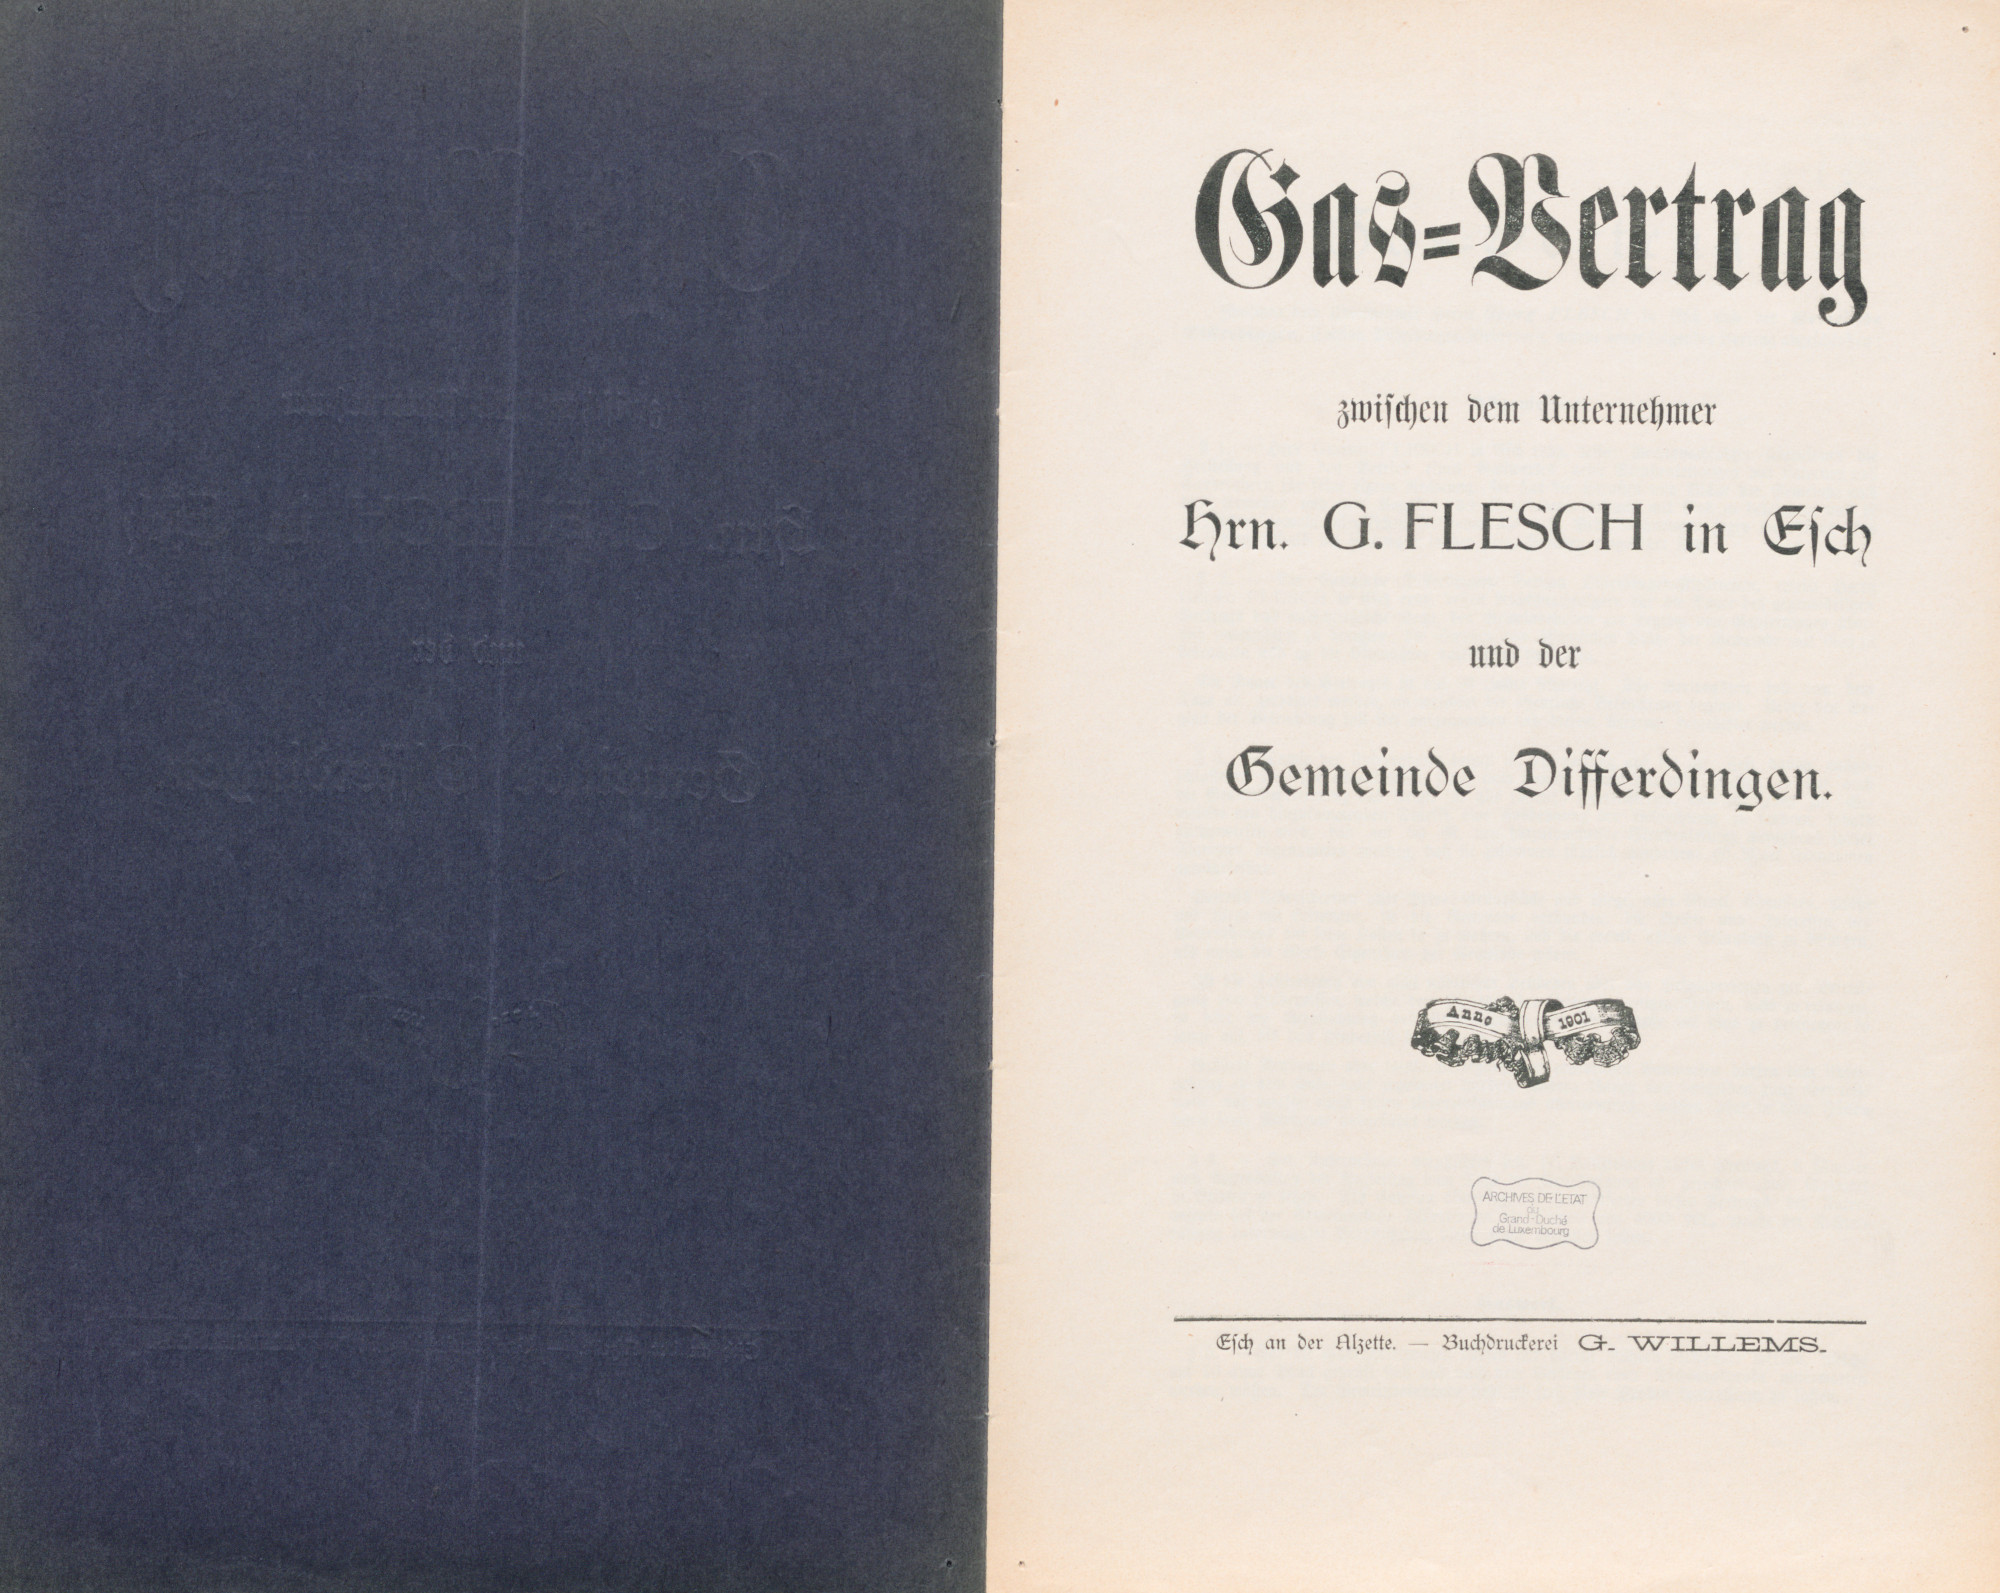 Gas=Vertrag
zwiſchen dem Unternehmer
Hrn. G. FLESCH in Eſch
und der
Gemeinde Differdingen.
Anno 1901
ARCHIVES DE L'ETAT
du
Grand-Duché
de Luxembourg
Eſch an der Alzette. — Buchdruckerei G. WILLEMS.